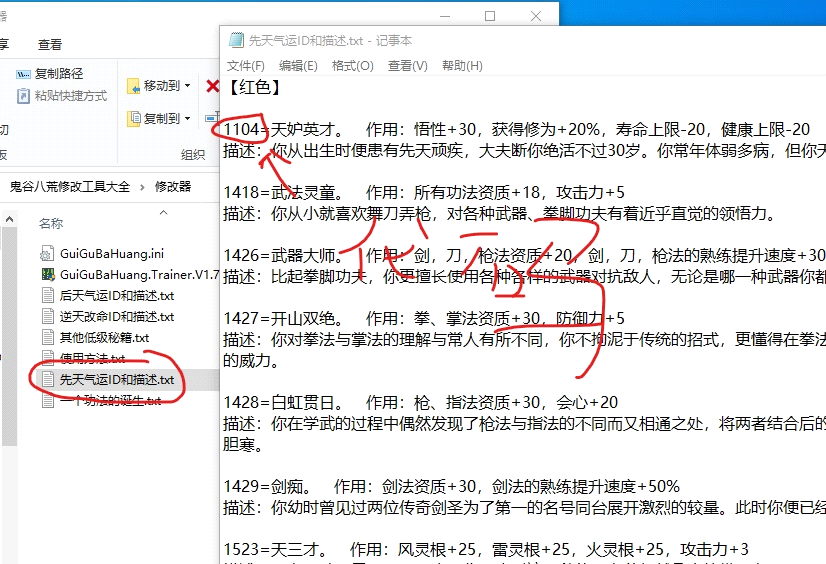 器
享 查看
复制路径
粘贴快捷方式
移动到
复制到
切
板
组织
鬼谷八荒修改工具大全 › 修改器
名称
GuiGuBaHuang.ini
GuiGuBaHuang.Trainer.V1.7
后天气运ID和描述.txt
逆天改命ID和描述.txt
其他低级秘籍.txt
使用方法.txt
先天气运ID和描述.txt
一个功法的诞生.txt
先天气运ID和描述.txt - 记事本
文件(F) 编辑(E) 格式(O) 查看(V) 帮助(H)
【红色】
1104=天妒英才。 作用：悟性+30，获得修为+20%，寿命上限-20，健康上限-20
描述：你从出生时便患有先天顽疾，大夫断你绝活不过30岁。你常年体弱多病，但你天
1418=武法灵童。 作用：所有功法资质+18，攻击力+5
描述：你从小就喜欢舞刀弄枪，对各种武器、拳脚功夫有着近乎直觉的领悟力。
1426=武器大师。 作用：剑，刀，枪法资质+20，剑，刀，枪法的熟练提升速度+30
描述：比起拳脚功夫，你更擅长使用各种各样的武器对抗敌人，无论是哪一种武器你都
1427=开山双绝。 作用：拳、掌法资质+30，防御力+5
描述：你对拳法与掌法的理解与常人有所不同，你不拘泥于传统的招式，更懂得在拳法
的威力。
1428=白虹贯日。 作用：枪、指法资质+30，会心+20
描述：你在学武的过程中偶然发现了枪法与指法的不同而又相通之处，将两者结合后的
胆寒。
1429=剑痴。 作用：剑法资质+30，剑法的熟练提升速度+50%
描述：你幼时曾见过两位传奇剑圣为了第一的名号同台展开激烈的较量。此时你便已经
1523=天三才。 作用：风灵根+25，雷灵根+25，火灵根+25，攻击力+3